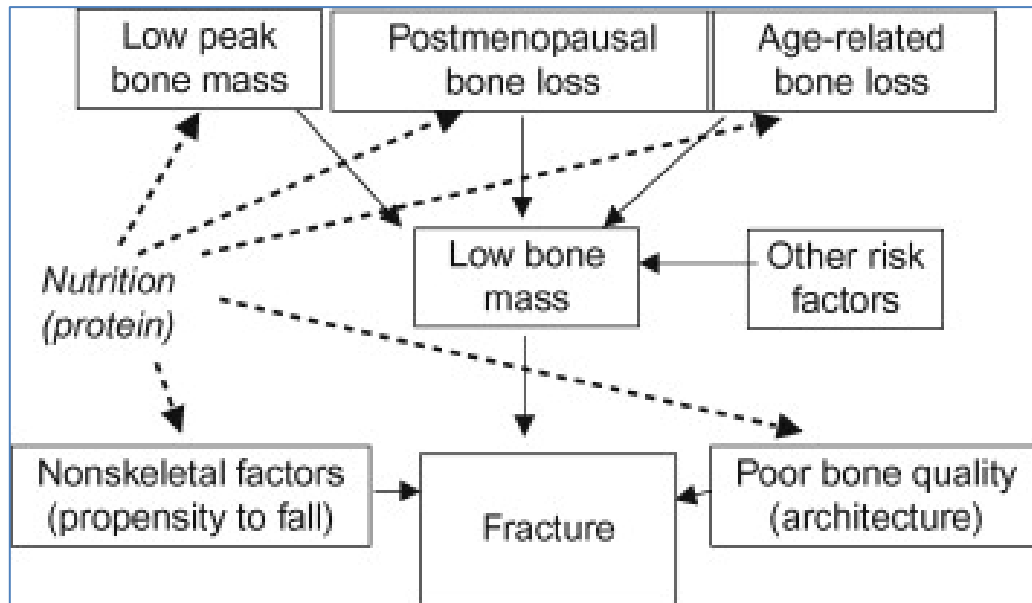 Low peak
bone mass
Postmenopausal
bone loss
Age-related
bone loss
Low bone
mass
Other risk
factors
Nutrition
(protein)
Nonskeletal factors
(propensity to fall)
Fracture
Poor bone quality
(architecture)